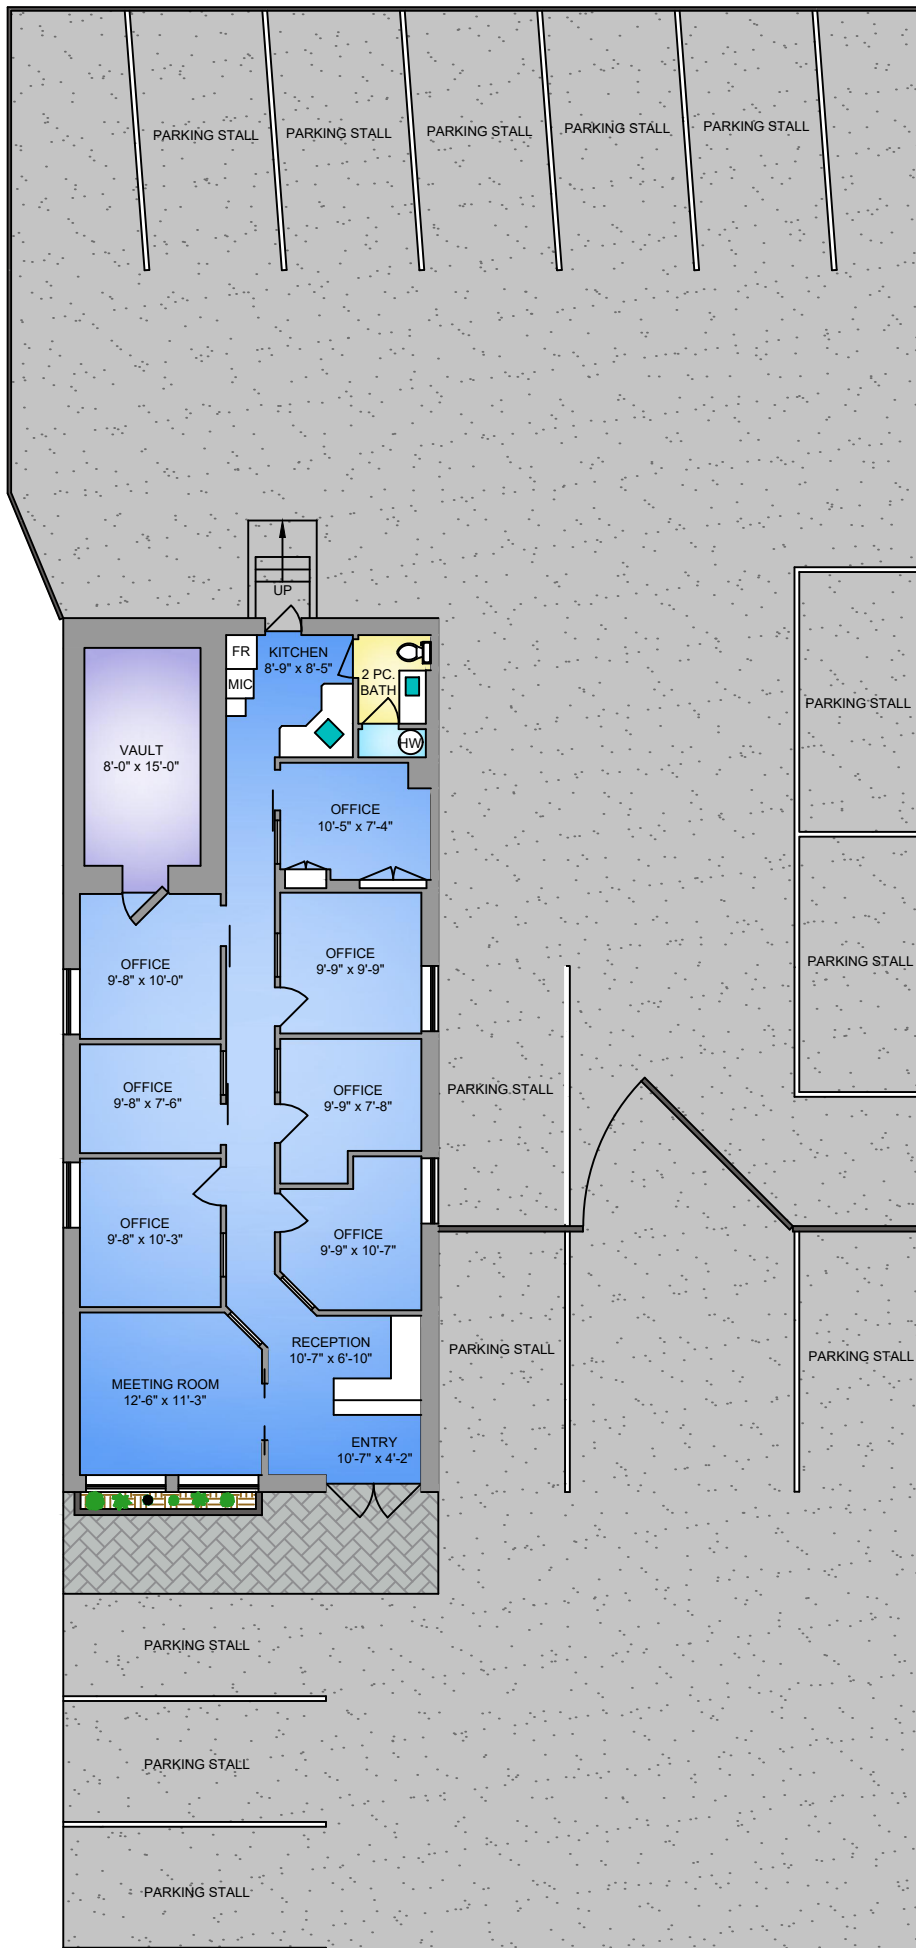 PARKING STALL
PARKING STALL
PARKING STALL
PARKING STALL
PARKING STALL
UP
FR
MIC
KITCHEN
8'-9" x 8'-5"
2 PC.
BATH
HW
VAULT
8'-0" x 15'-0"
OFFICE
10'-5" x 7'-4"
PARKING STALL
OFFICE
9'-8" x 10'-0"
OFFICE
9'-9" x 9'-9"
PARKING STALL
OFFICE
9'-8" x 7'-6"
OFFICE
9'-9" x 7'-8"
PARKING STALL
OFFICE
9'-8" x 10'-3"
OFFICE
9'-9" x 10'-7"
RECEPTION
10'-7" x 6'-10"
PARKING STALL
PARKING STALL
MEETING ROOM
12'-6" x 11'-3"
ENTRY
10'-7" x 4'-2"
PARKING STALL
PARKING STALL
PARKING STALL